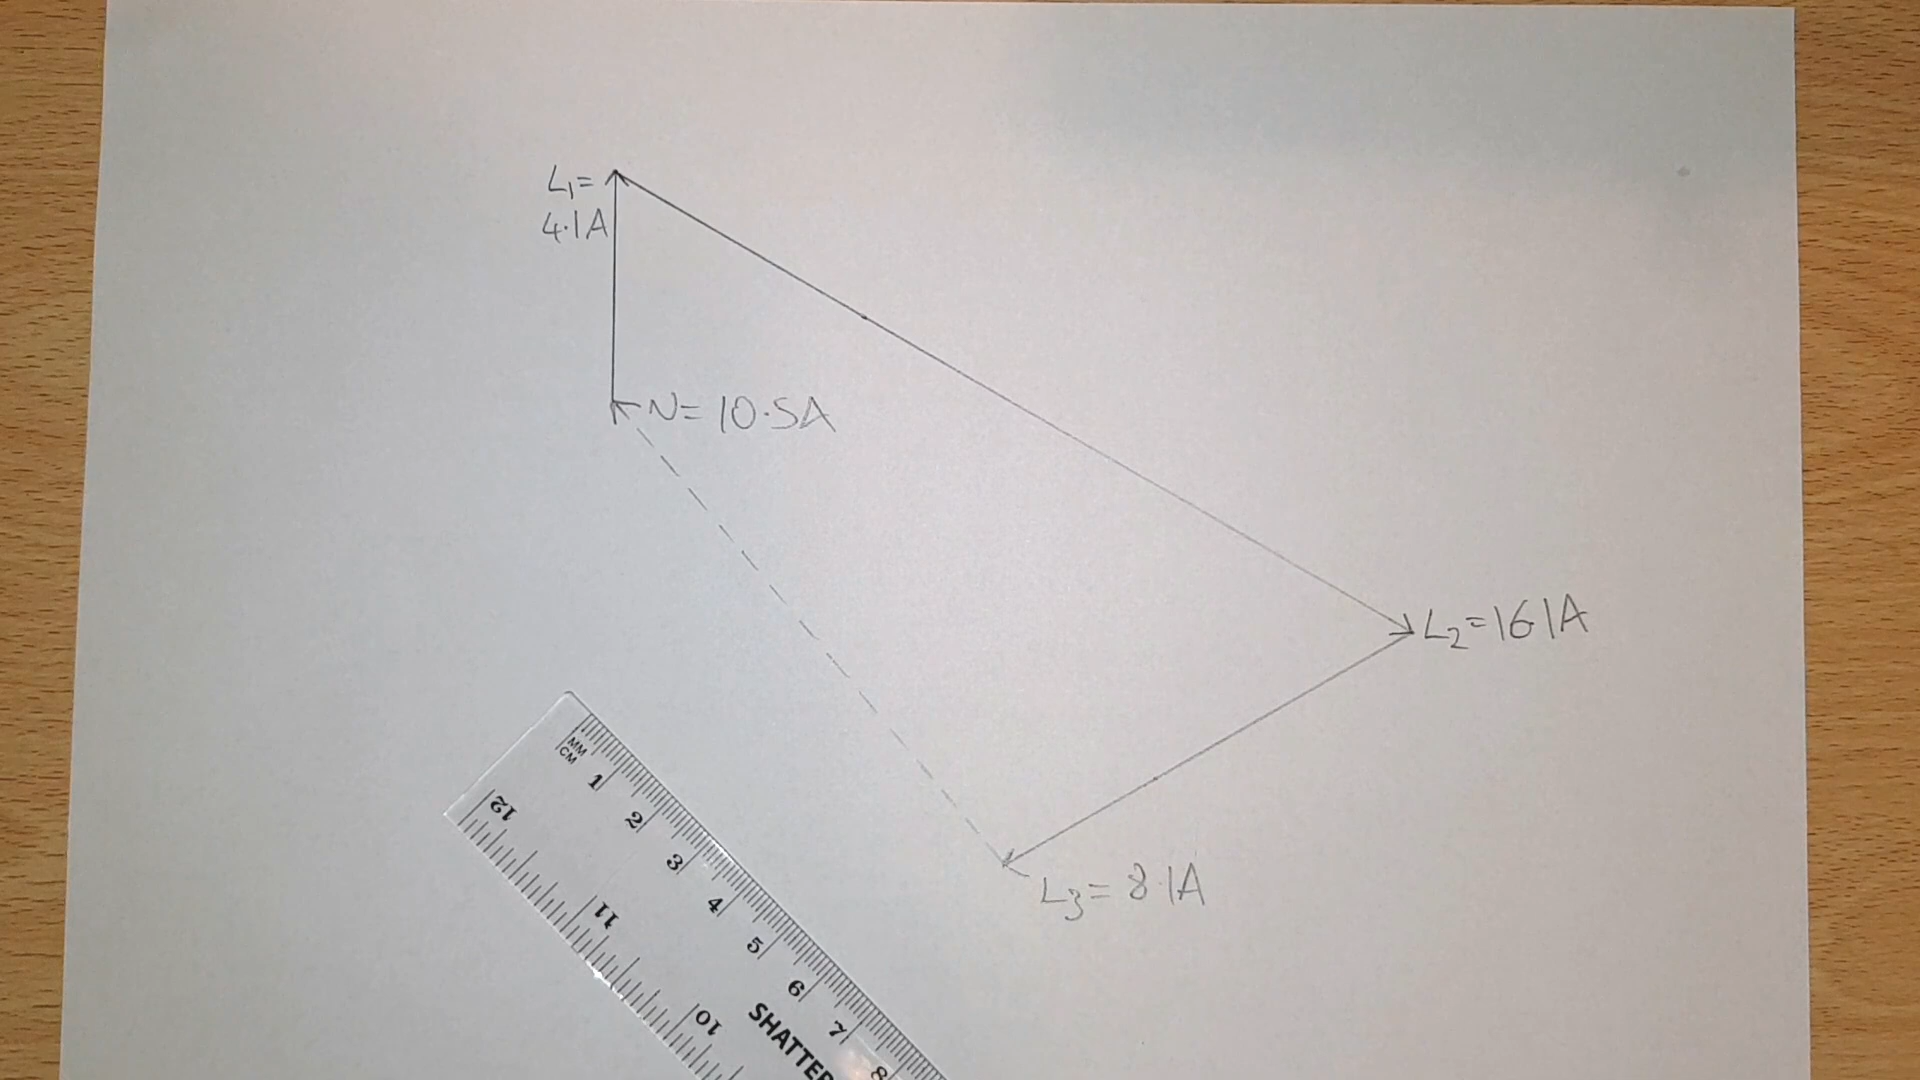 L1=
4.1A
N= 10.5A
L2=16.1A
L3= 8.1A
MM
CM
1
2
3
4
5
6
7
8
12
11
10
SHATTER